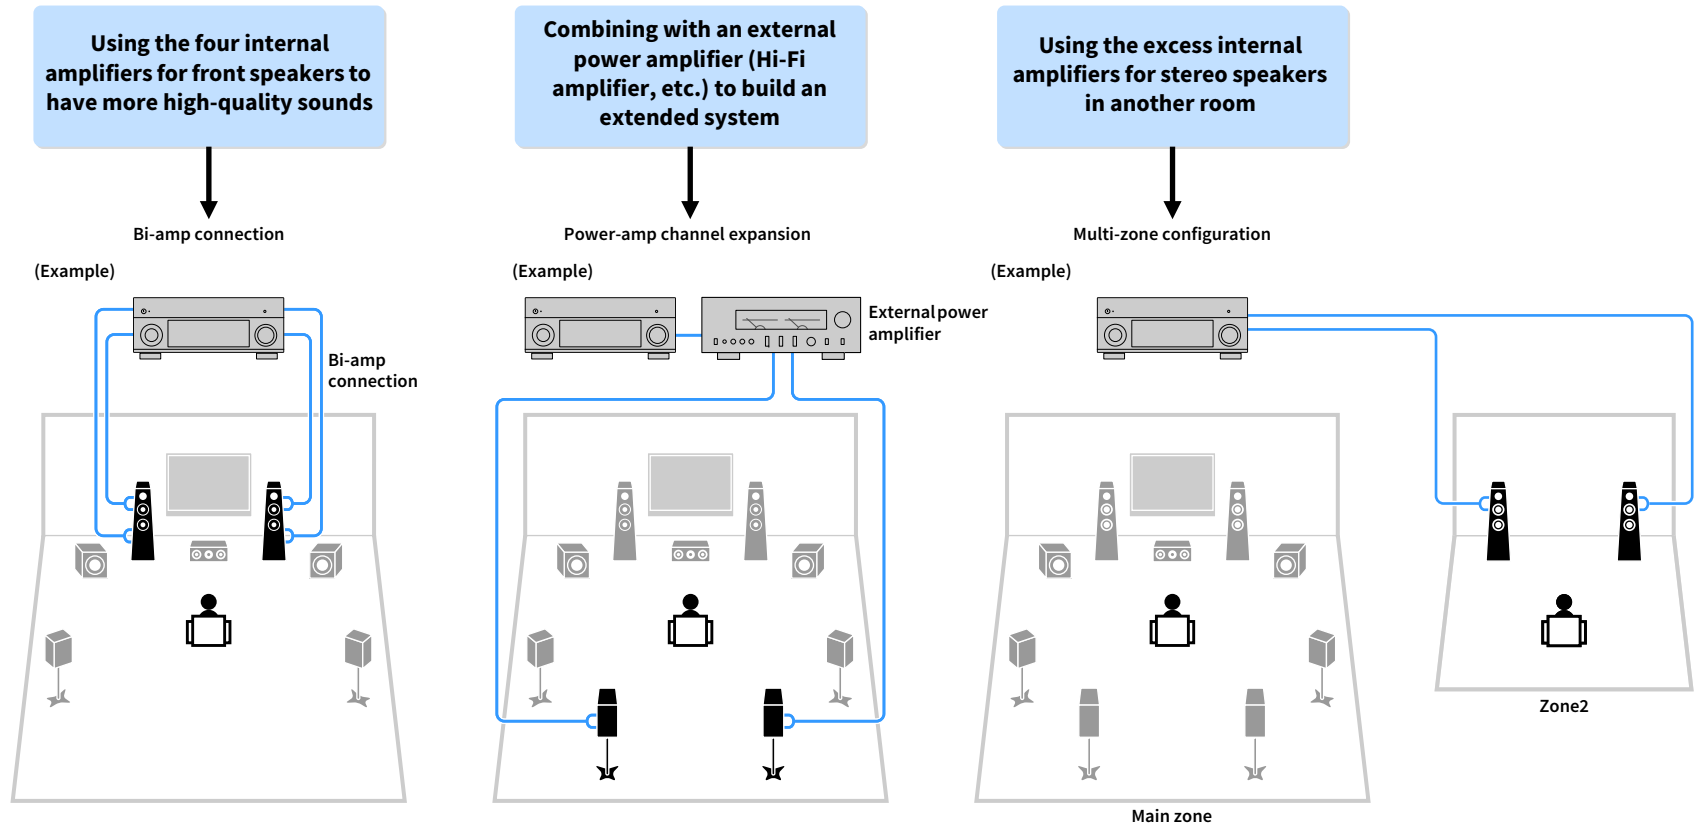 Using the four internal
amplifiers for front speakers to
have more high-quality sounds
Bi-amp connection
(Example)
Bi-amp
connection
Combining with an external
power amplifier (Hi-Fi
amplifier, etc.) to build an
extended system
Power-amp channel expansion
(Example)
External power
amplifier
Using the excess internal
amplifiers for stereo speakers
in another room
Multi-zone configuration
(Example)
Main zone
Zone2